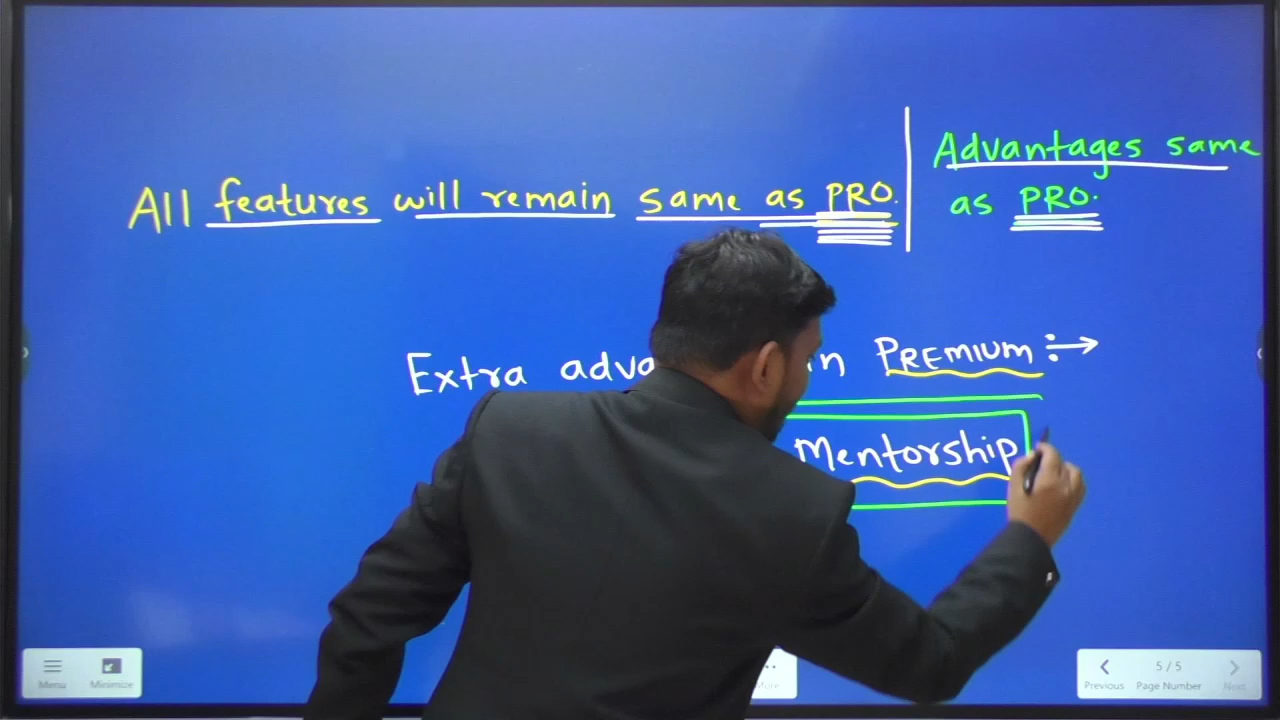 All features will remain same as PRO.
Advantages same
as PRO.
Extra in PREMIUM :→
Mentorship
Menu
Minimize
More
5 / 5
Previous Page Number Next